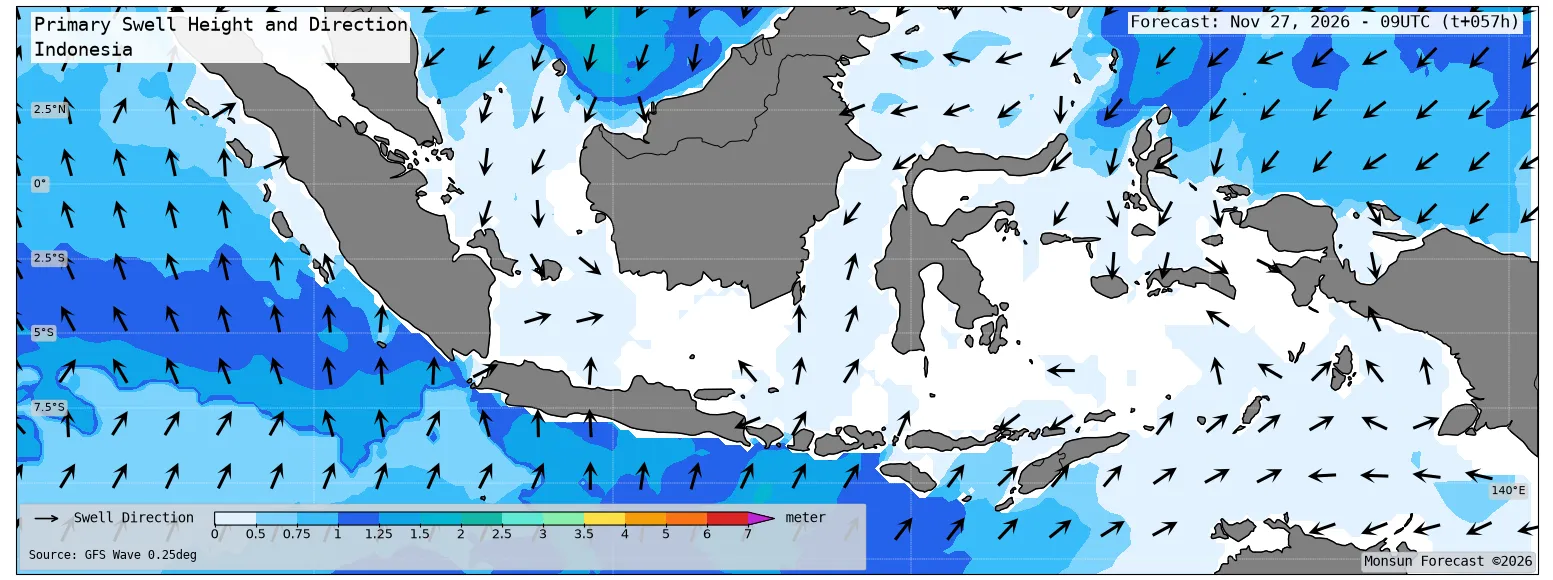 Primary Swell Height and Direction
Indonesia
Forecast: Nov 27, 2026 - 09UTC (t+057h)
2.5°N
0°
2.5°S
5°S
7.5°S
140°E
Swell Direction
0 0.5 0.75 1 1.25 1.5 2 2.5 3 3.5 4 5 6 7
meter
Source: GFS Wave 0.25deg
Monsun Forecast ©2026